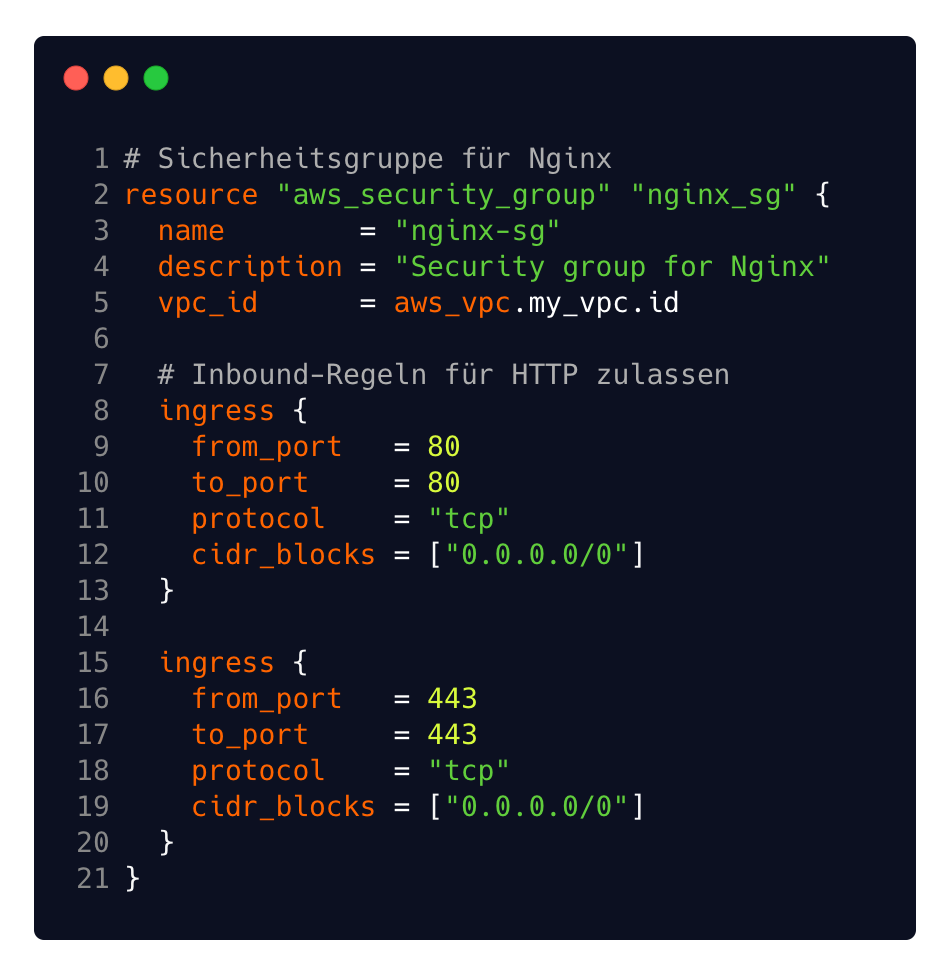 1 # Sicherheitsgruppe für Nginx
2 resource "aws_security_group" "nginx_sg" {
3   name        = "nginx-sg"
4   description = "Security group for Nginx"
5   vpc_id      = aws_vpc.my_vpc.id
6
7   # Inbound-Regeln für HTTP zulassen
8   ingress {
9     from_port   = 80
10     to_port     = 80
11     protocol    = "tcp"
12     cidr_blocks = ["0.0.0.0/0"]
13   }
14
15   ingress {
16     from_port   = 443
17     to_port     = 443
18     protocol    = "tcp"
19     cidr_blocks = ["0.0.0.0/0"]
20   }
21 }